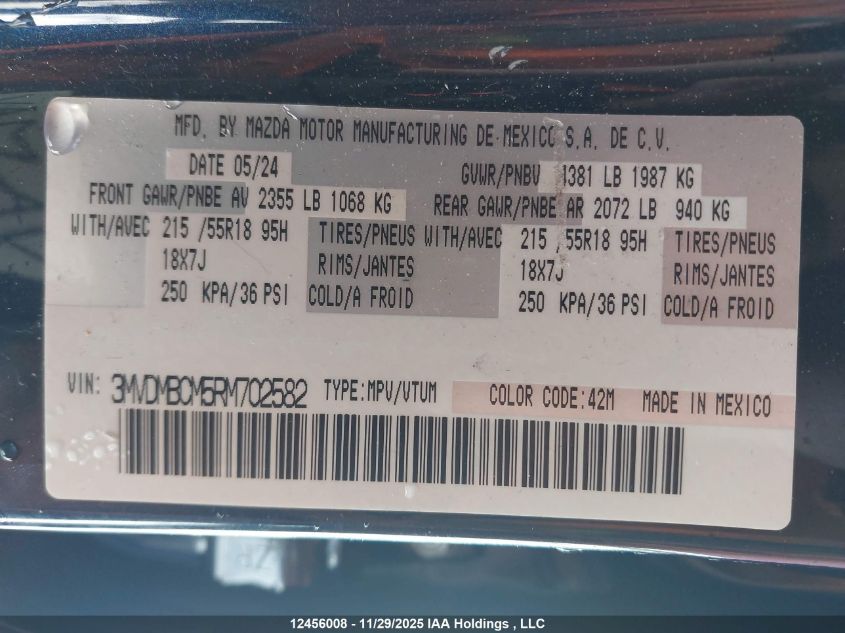 MFD. BY MAZDA MOTOR MANUFACTURING DE MEXICO S.A. DE C.V.
DATE 05/24 GVWR/PNBV 4381 LB 1987 KG
FRONT GAWR/PNBE AV 2355 LB 1068 KG REAR GAWR/PNBE AR 2072 LB 940 KG
WITH/AVEC 215 /55R18 95H TIRES/PNEUS WITH/AVEC 215 /55R18 95H TIRES/PNEUS
18X7J RIMS/JANTES 18X7J RIMS/JANTES
250 KPA/36 PSI COLD/A FROID 250 KPA/36 PSI COLD/A FROID
VIN: 3MVDMBCM5RM702582 TYPE:MPV/VTUM COLOR CODE:42M MADE IN MEXICO
12456008 - 11/29/2025 IAA Holdings , LLC